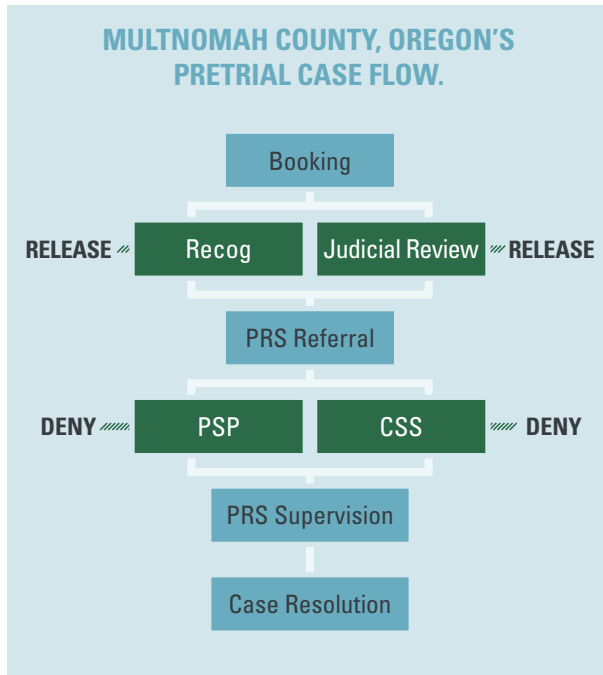 MULTNOMAH COUNTY, OREGON'S
PRETRIAL CASE FLOW.
Booking
RELEASE Recog Judicial Review RELEASE
PRS Referral
DENY PSP CSS DENY
PRS Supervision
Case Resolution